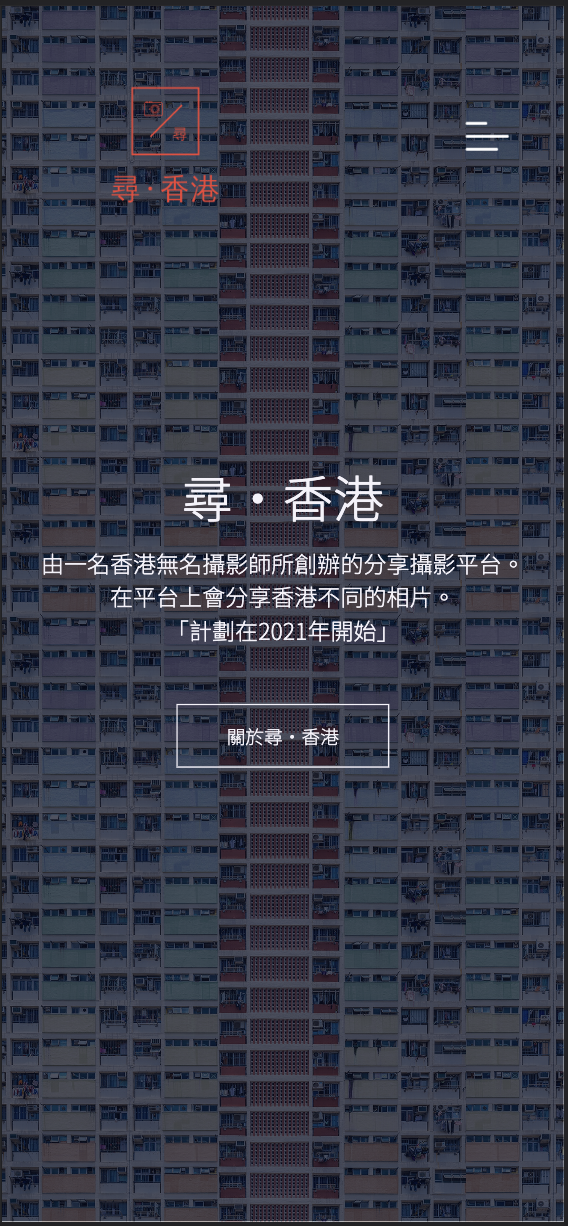 尋
尋·香港
尋・香港
由一名香港無名攝影師所創辦的分享攝影平台。
在平台上會分享香港不同的相片。
「計劃在2021年開始」
關於尋・香港